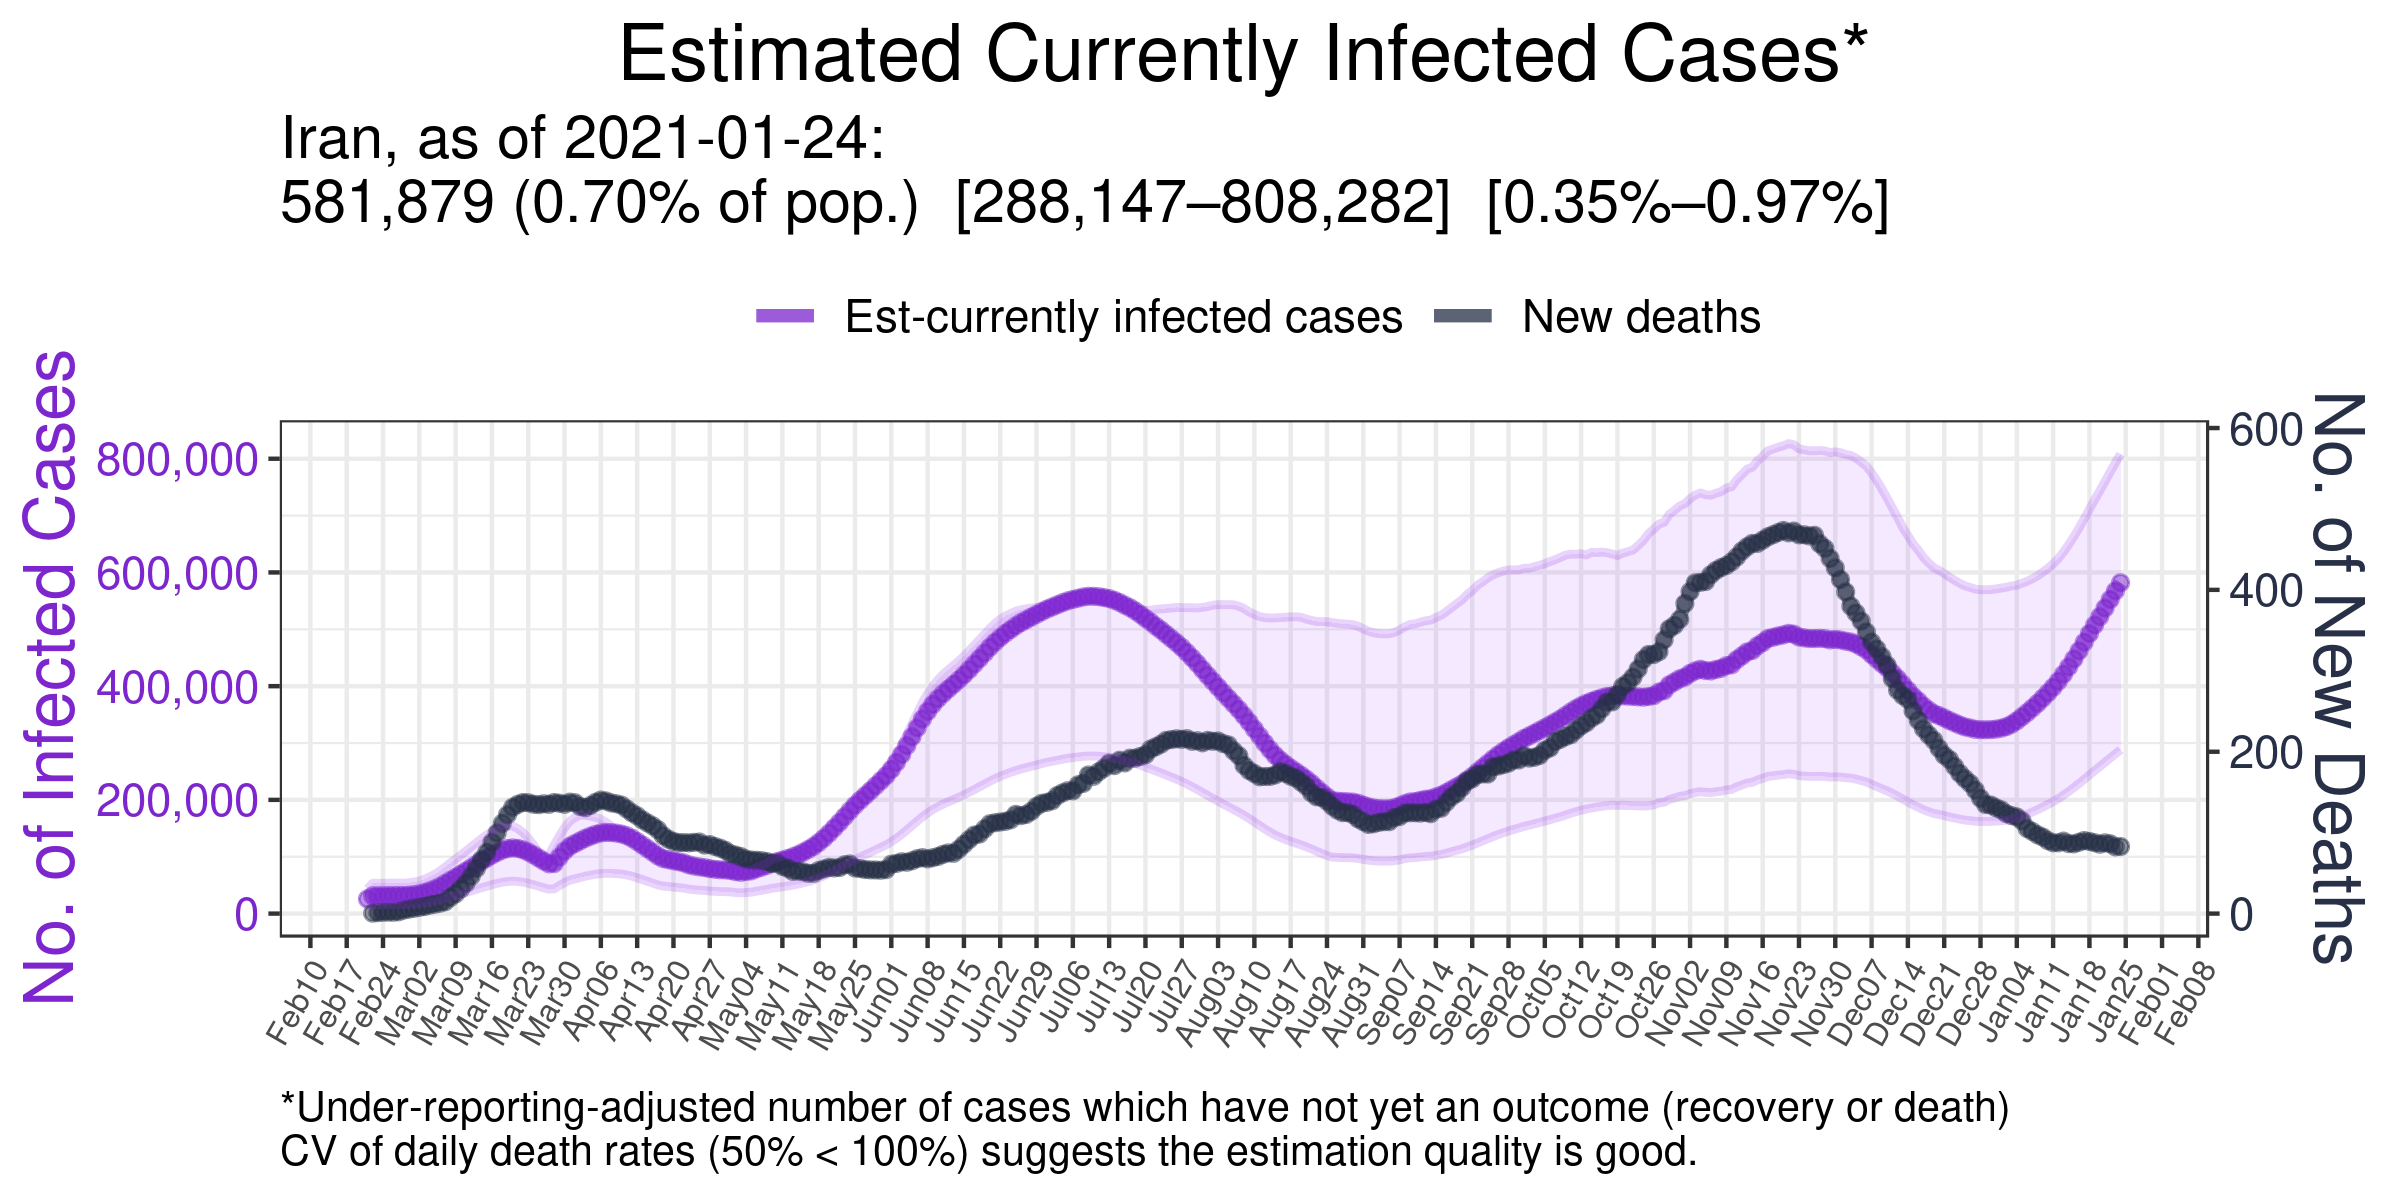 Estimated Currently Infected Cases*
Iran, as of 2021-01-24:
581,879 (0.70% of pop.)  [288,147–808,282]  [0.35%–0.97%]
Est-currently infected cases
New deaths
No. of Infected Cases
800,000
600,000
400,000
200,000
0
600
400
200
0
No. of New Deaths
Feb10
Feb17
Feb24
Mar02
Mar09
Mar16
Mar23
Mar30
Apr06
Apr13
Apr20
Apr27
May04
May11
May18
May25
Jun01
Jun08
Jun15
Jun22
Jun29
Jul06
Jul13
Jul20
Jul27
Aug03
Aug10
Aug17
Aug24
Aug31
Sep07
Sep14
Sep21
Sep28
Oct05
Oct12
Oct19
Oct26
Nov02
Nov09
Nov16
Nov23
Nov30
Dec07
Dec14
Dec21
Dec28
Jan04
Jan11
Jan18
Jan25
Feb01
Feb08
*Under-reporting-adjusted number of cases which have not yet an outcome (recovery or death)
CV of daily death rates (50% < 100%) suggests the estimation quality is good.